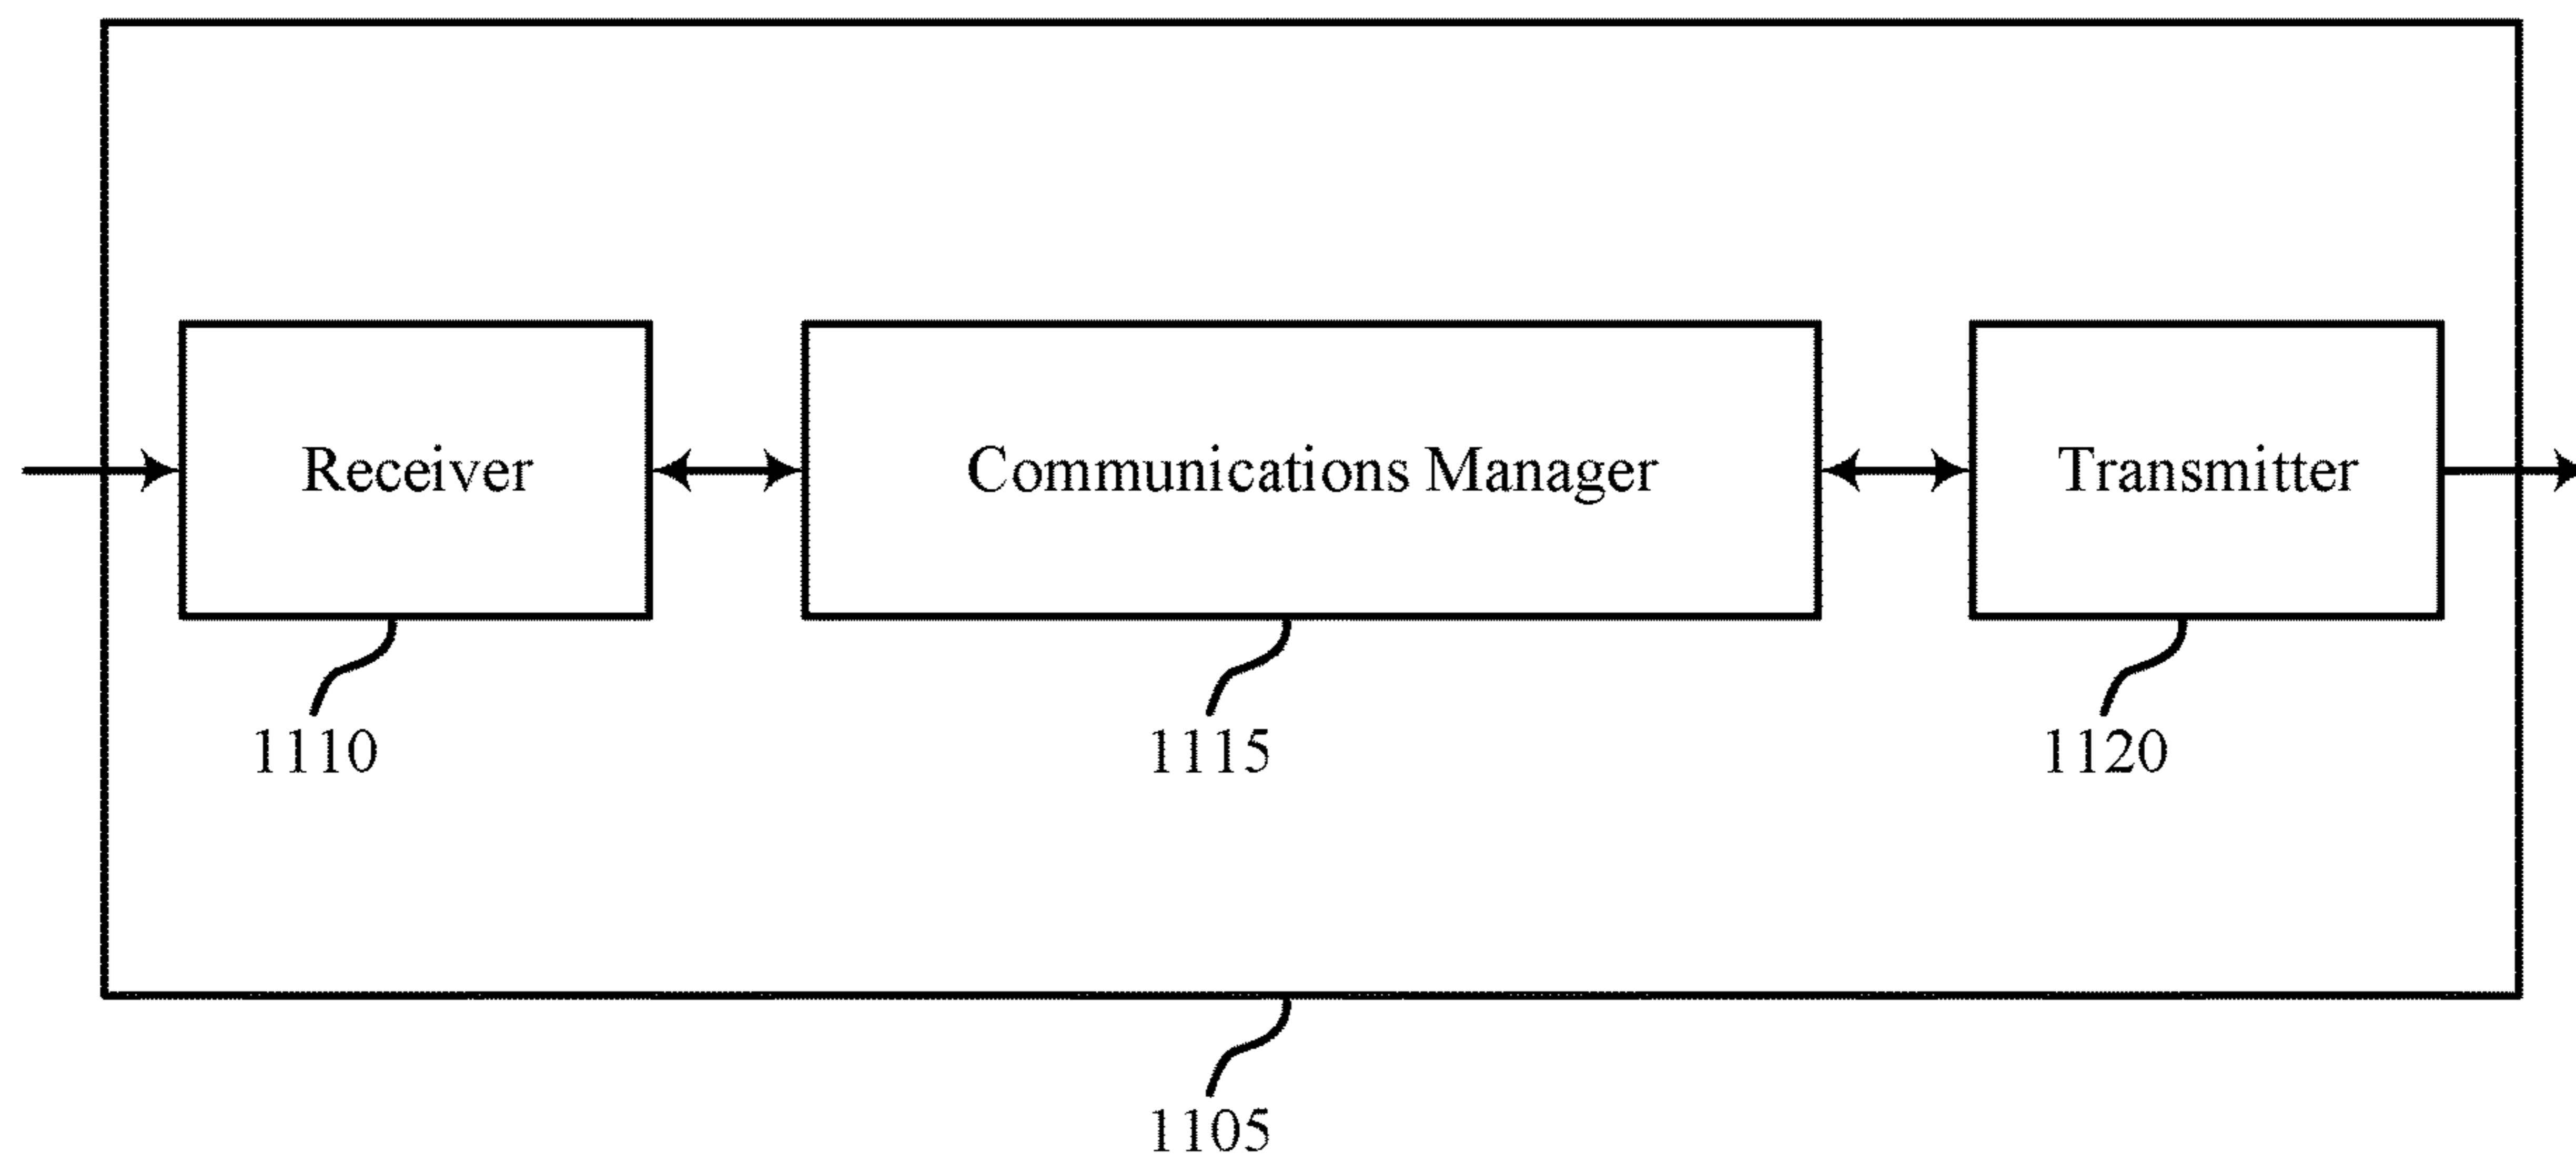 Receiver
Communications Manager
Transmitter
1110
1115
1120
1105